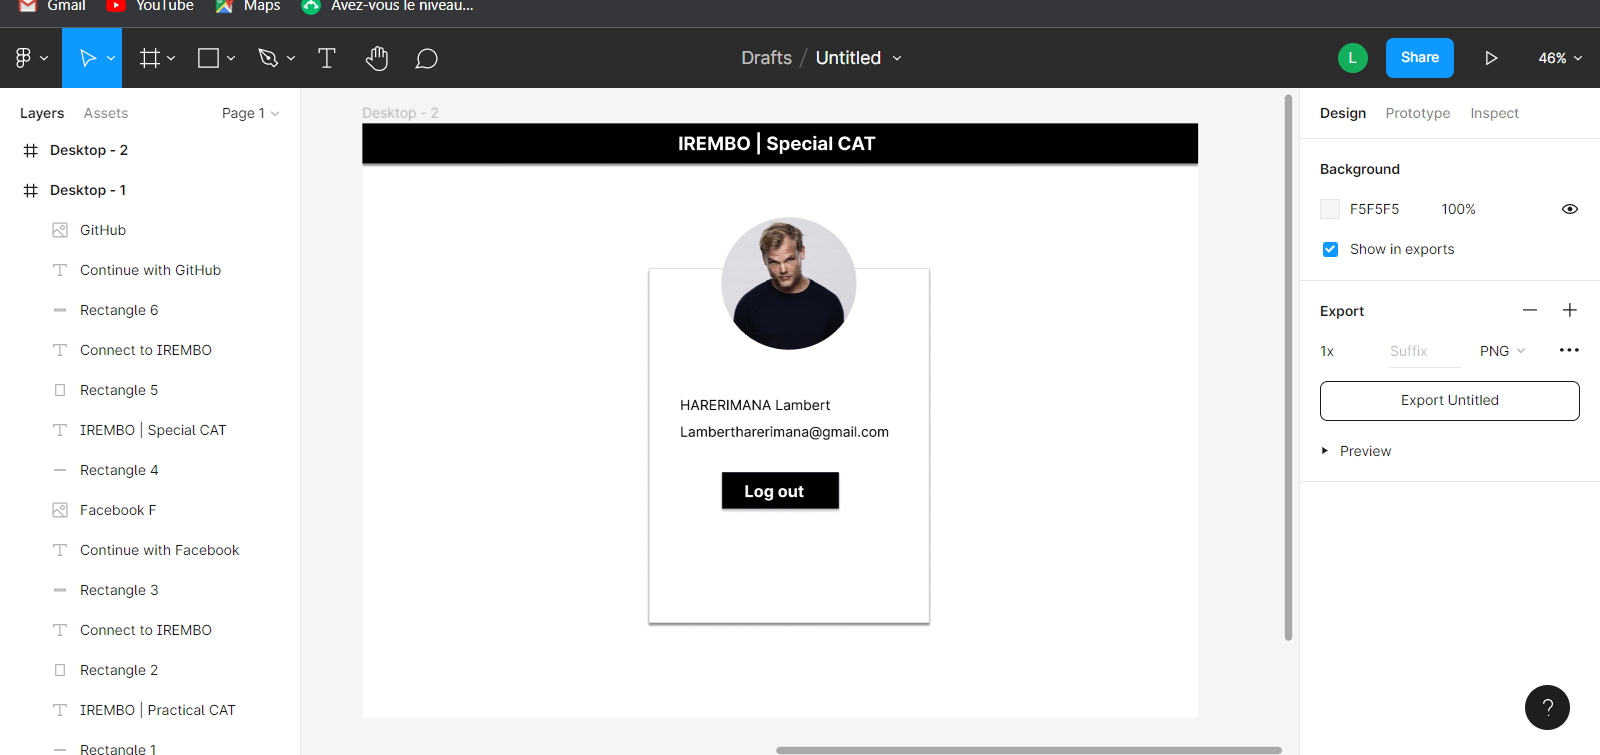 Gmail YouTube Maps Avez-vous le niveau...
Drafts / Untitled L Share 46%
Layers Assets Page 1
Desktop - 2
Desktop - 1
GitHub
Continue with GitHub
Rectangle 6
Connect to IREMBO
Rectangle 5
IREMBO | Special CAT
Rectangle 4
Facebook F
Continue with Facebook
Rectangle 3
Connect to IREMBO
Rectangle 2
IREMBO | Practical CAT
Rectangle 1
Desktop - 2
IREMBO | Special CAT
HARERIMANA Lambert
Lambertharerimana@gmail.com
Log out
Design Prototype Inspect
Background
F5F5F5 100%
Show in exports
Export
1x Suffix PNG
Export Untitled
Preview
?